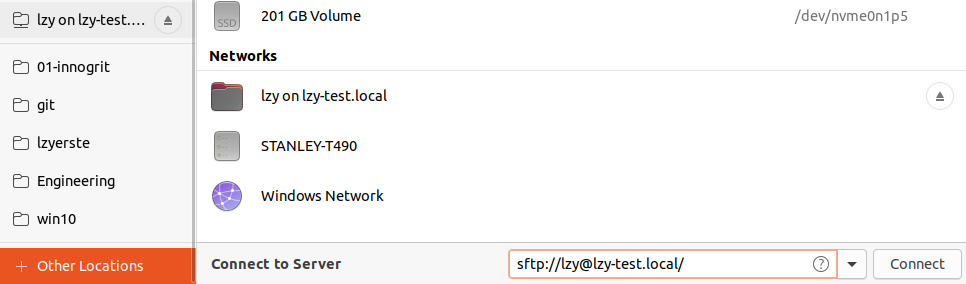 lzy on lzy-test....
201 GB Volume
/dev/nvme0n1p5
SSD
Networks
01-innogrit
lzy on lzy-test.local
git
lzyerste
STANLEY-T490
Engineering
Windows Network
win10
+ Other Locations
Connect to Server
sftp://lzy@lzy-test.local/
?
Connect